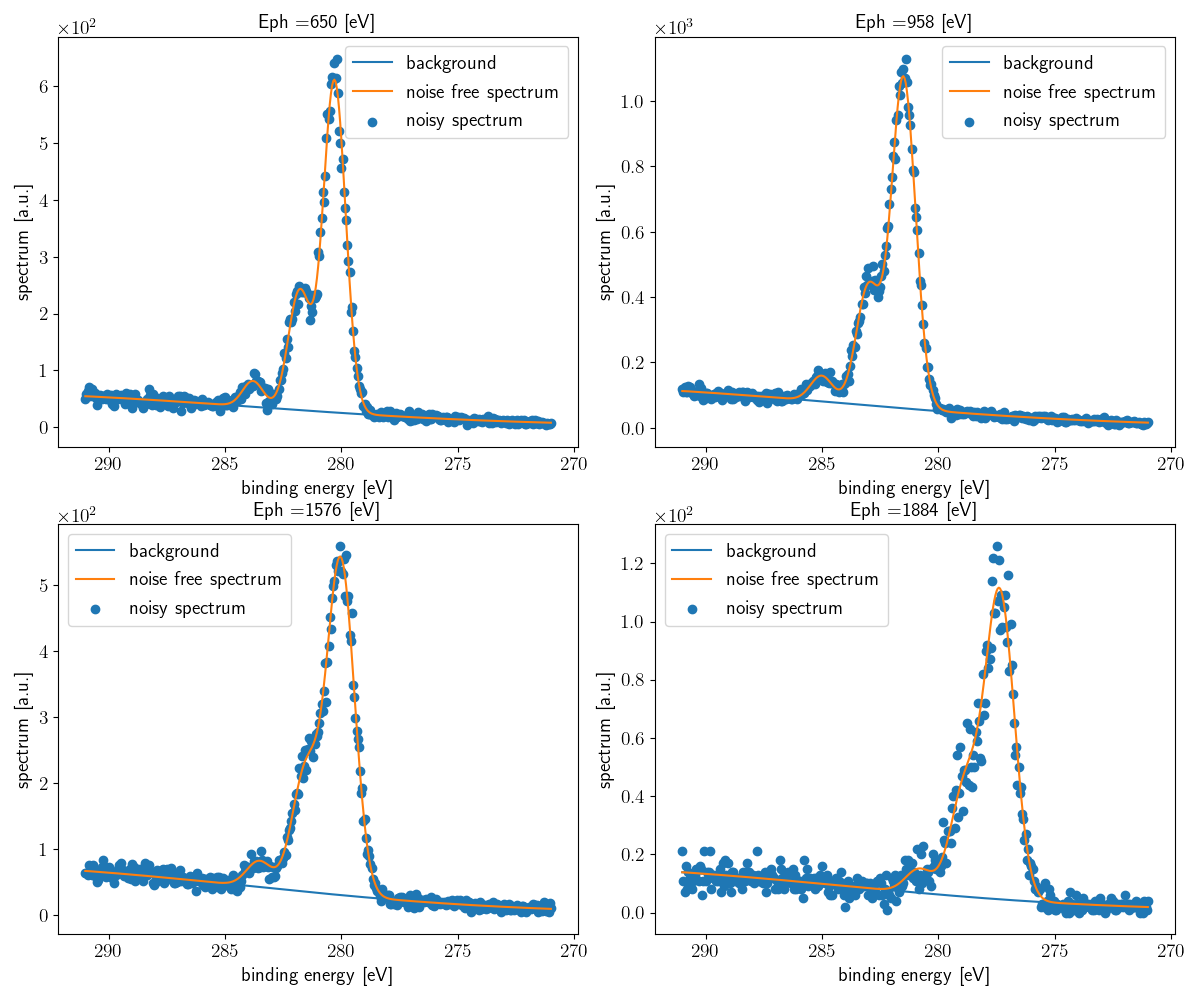 Eph =650 [eV]
×10²
background
noise free spectrum
noisy spectrum
6
5
4
3
2
1
0
spectrum [a.u.]
290 285 280 275 270
binding energy [eV]
Eph =958 [eV]
×10³
background
noise free spectrum
noisy spectrum
1.0
0.8
0.6
0.4
0.2
0.0
spectrum [a.u.]
290 285 280 275 270
binding energy [eV]
Eph =1576 [eV]
×10²
background
noise free spectrum
noisy spectrum
5
4
3
2
1
0
spectrum [a.u.]
290 285 280 275 270
binding energy [eV]
Eph =1884 [eV]
×10²
background
noise free spectrum
noisy spectrum
1.2
1.0
0.8
0.6
0.4
0.2
0.0
spectrum [a.u.]
290 285 280 275 270
binding energy [eV]